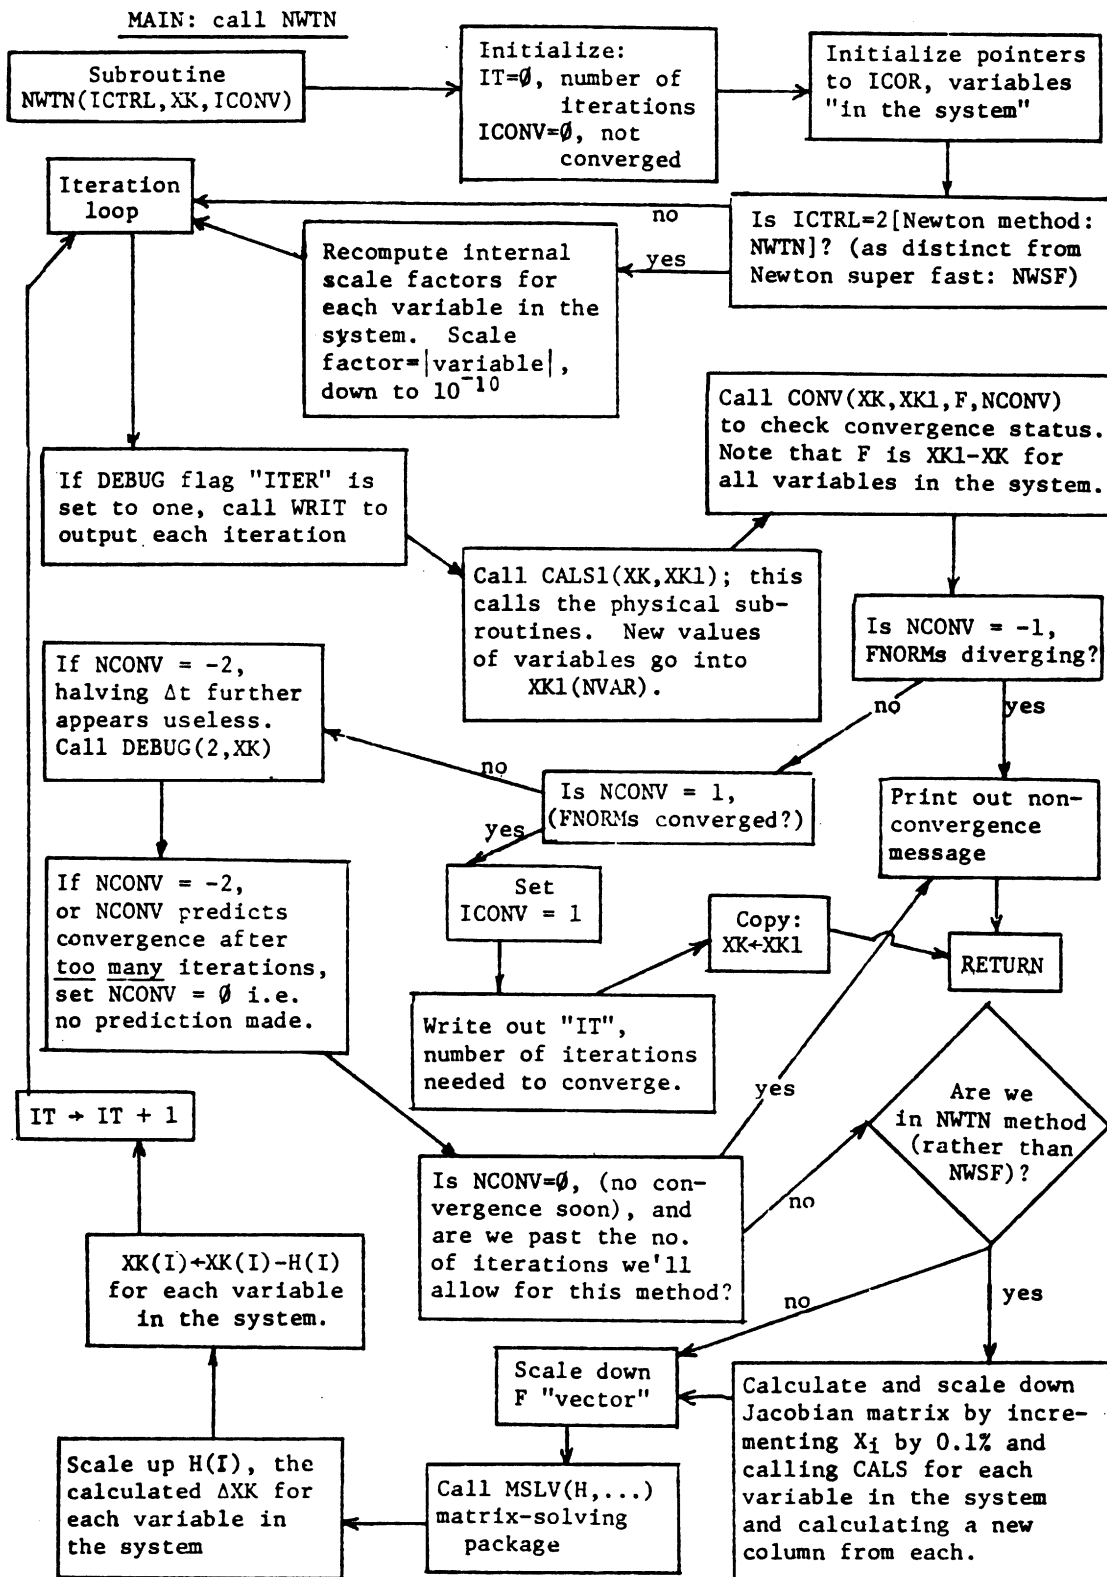 MAIN: call NWTN
Subroutine
NWTN(ICTRL,XK,ICONV)
Initialize:
IT=Ø, number of
iterations
ICONV=Ø, not
converged
Initialize pointers
to ICOR, variables
"in the system"
Iteration
loop
no
Is ICTRL=2[Newton method:
NWTN]? (as distinct from
Newton super fast: NWSF)
yes
Recompute internal
scale factors for
each variable in the
system. Scale
factor=|variable|,
down to 10⁻¹⁰
Call CONV(XK,XK1,F,NCONV)
to check convergence status.
Note that F is XK1-XK for
all variables in the system.
If DEBUG flag "ITER" is
set to one, call WRIT to
output each iteration
Call CALS1(XK,XK1); this
calls the physical sub-
routines. New values
of variables go into
XK1(NVAR).
Is NCONV = -1,
FNORMs diverging?
no
yes
If NCONV = -2,
halving Δt further
appears useless.
Call DEBUG(2,XK)
no
Is NCONV = 1,
(FNORMs converged?)
yes
Print out non-
convergence
message
If NCONV = -2,
or NCONV predicts
convergence after
too many iterations,
set NCONV = Ø i.e.
no prediction made.
Set
ICONV = 1
Copy:
XK←XK1
RETURN
Write out "IT",
number of iterations
needed to converge.
yes
Are we
in NWTN method
(rather than
NWSF)?
IT → IT + 1
Is NCONV=Ø, (no con-
vergence soon), and
are we past the no.
of iterations we'll
allow for this method?
no
XK(I)←XK(I)-H(I)
for each variable
in the system.
no
yes
Scale down
F "vector"
Calculate and scale down
Jacobian matrix by incre-
menting Xi by 0.1% and
calling CALS for each
variable in the system
and calculating a new
column from each.
Scale up H(I), the
calculated ΔXK for
each variable in
the system
Call MSLV(H,...)
matrix-solving
package